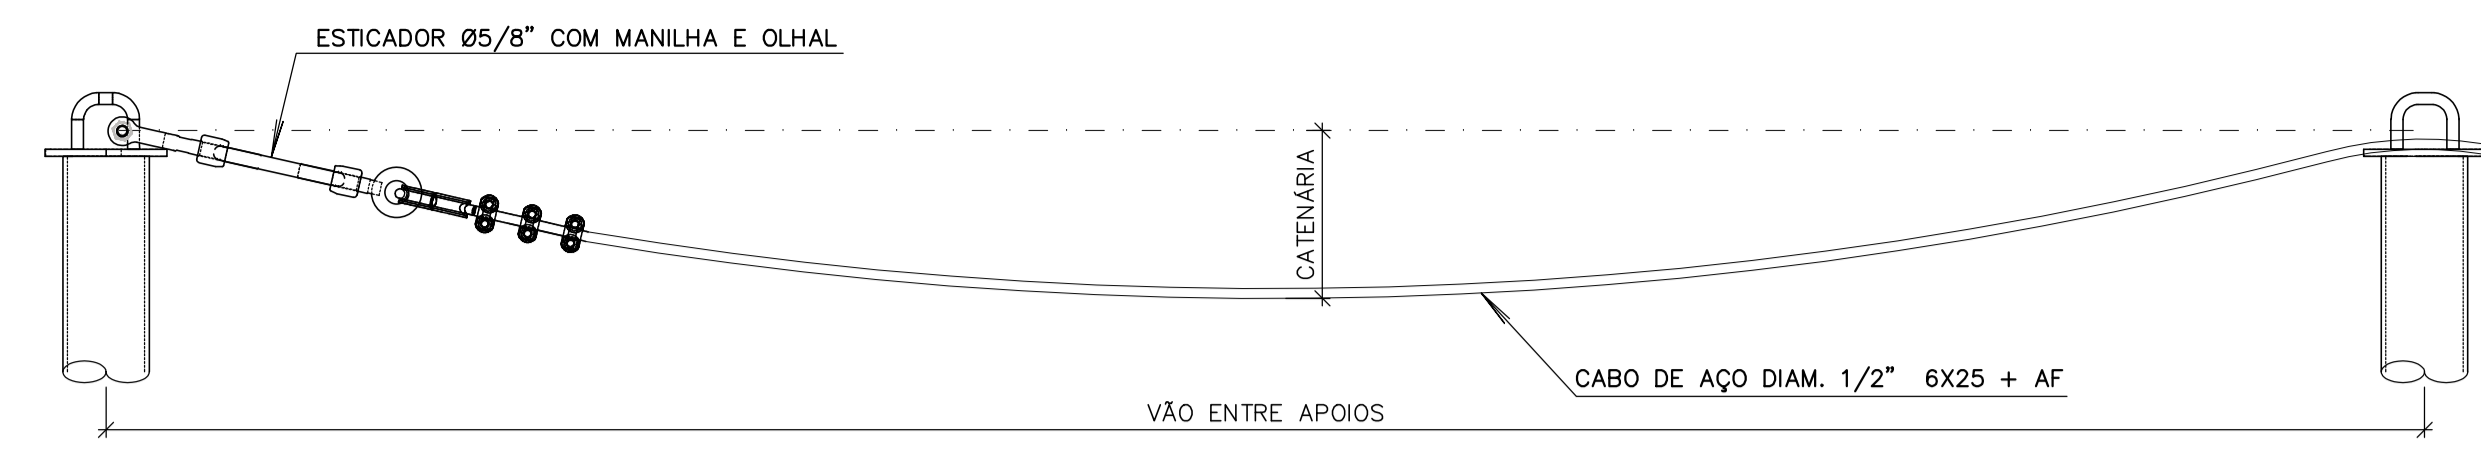 ESTICADOR Ø5/8” COM MANILHA E OLHAL
CATENÁRIA
CABO DE AÇO DIAM. 1/2” 6X25 + AF
VÃO ENTRE APOIOS